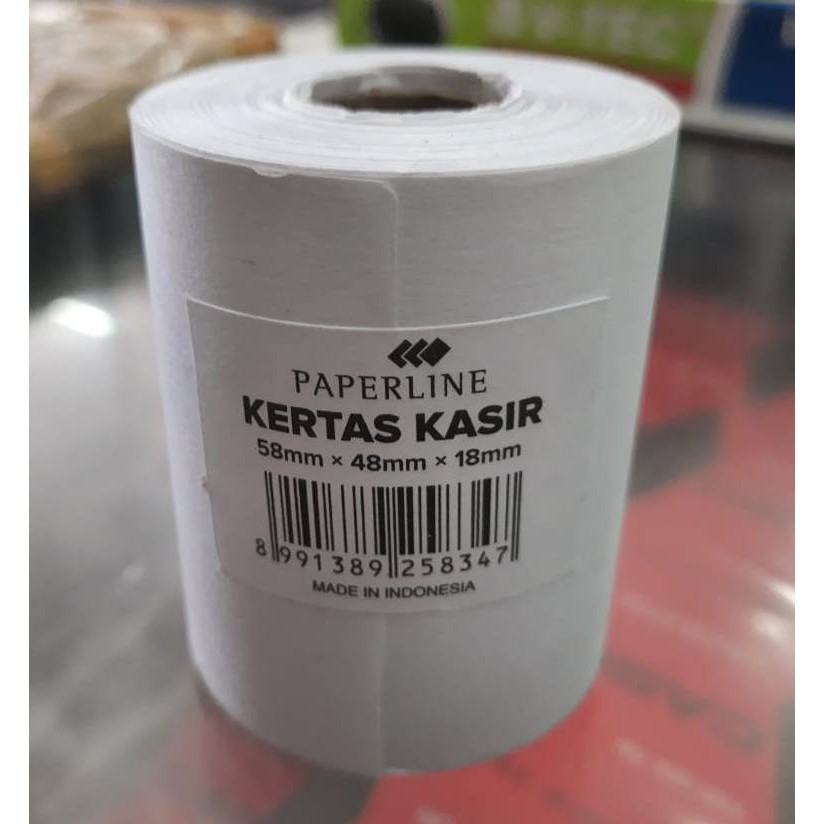 PAPERLINE
KERTAS KASIR
58mm × 48mm × 18mm
8 991389 258347
MADE IN INDONESIA